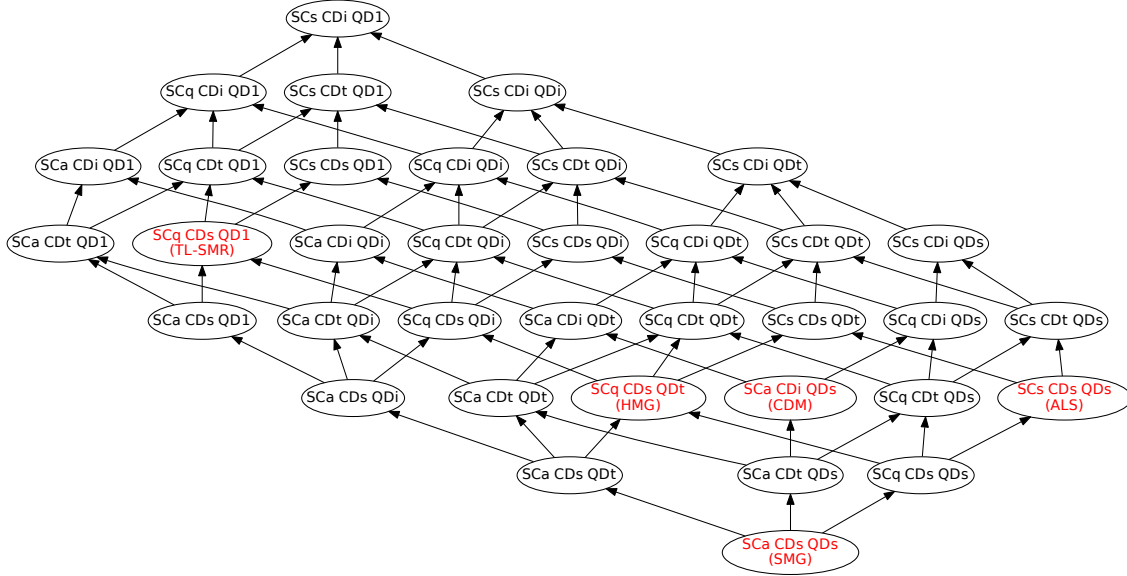 SCs CDi QD1
SCq CDi QD1
SCs CDt QD1
SCs CDi QDi
SCa CDi QD1
SCq CDt QD1
SCs CDs QD1
SCq CDi QDi
SCs CDt QDi
SCs CDi QDt
SCa CDt QD1
SCq CDs QD1
(TL-SMR)
SCa CDi QDi
SCq CDt QDi
SCs CDs QDi
SCq CDi QDt
SCs CDt QDt
SCs CDi QDs
SCa CDs QD1
SCa CDt QDi
SCq CDs QDi
SCa CDi QDt
SCq CDt QDt
SCs CDs QDt
SCq CDi QDs
SCs CDt QDs
SCa CDs QDi
SCa CDt QDt
SCq CDs QDt
(HMG)
SCa CDi QDs
(CDM)
SCq CDt QDs
SCs CDs QDs
(ALS)
SCa CDs QDt
SCa CDt QDs
SCq CDs QDs
SCa CDs QDs
(SMG)